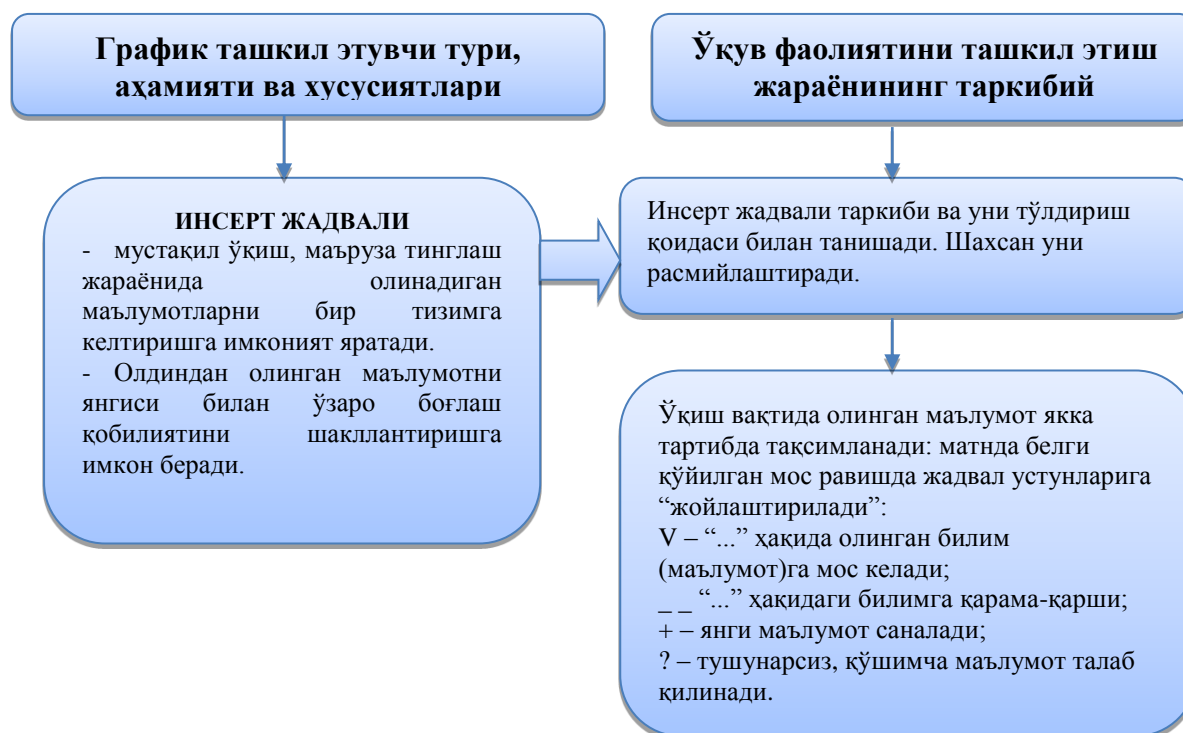 График ташкил этувчи тури,
аҳамияти ва хусусиятлари
Ўқув фаолиятини ташкил этиш
жараёнининг таркибий
ИНСЕРТ ЖАДВАЛИ
- мустақил ўқиш, маъруза тинглаш
жараёнида олинадиган
маълумотларни бир тизимга
келтиришга имконият яратади.
- Олдиндан олинган маълумотни
янгиси билан ўзаро боғлаш
қобилиятини шакллантиришга
имкон беради.
Инсерт жадвали таркиби ва уни тўлдириш
қоидаси билан танишади. Шахсан уни
расмийлаштиради.
Ўқиш вақтида олинган маълумот якка
тартибда тақсимланади: матнда белги
қўйилган мос равишда жадвал устунларига
“жойлаштирилади”:
V – “...” ҳақида олинган билим
(маълумот)га мос келади;
_ _ “...” ҳақидаги билимга қарама-қарши;
+ – янги маълумот саналади;
? – тушунарсиз, қўшимча маълумот талаб
қилинади.